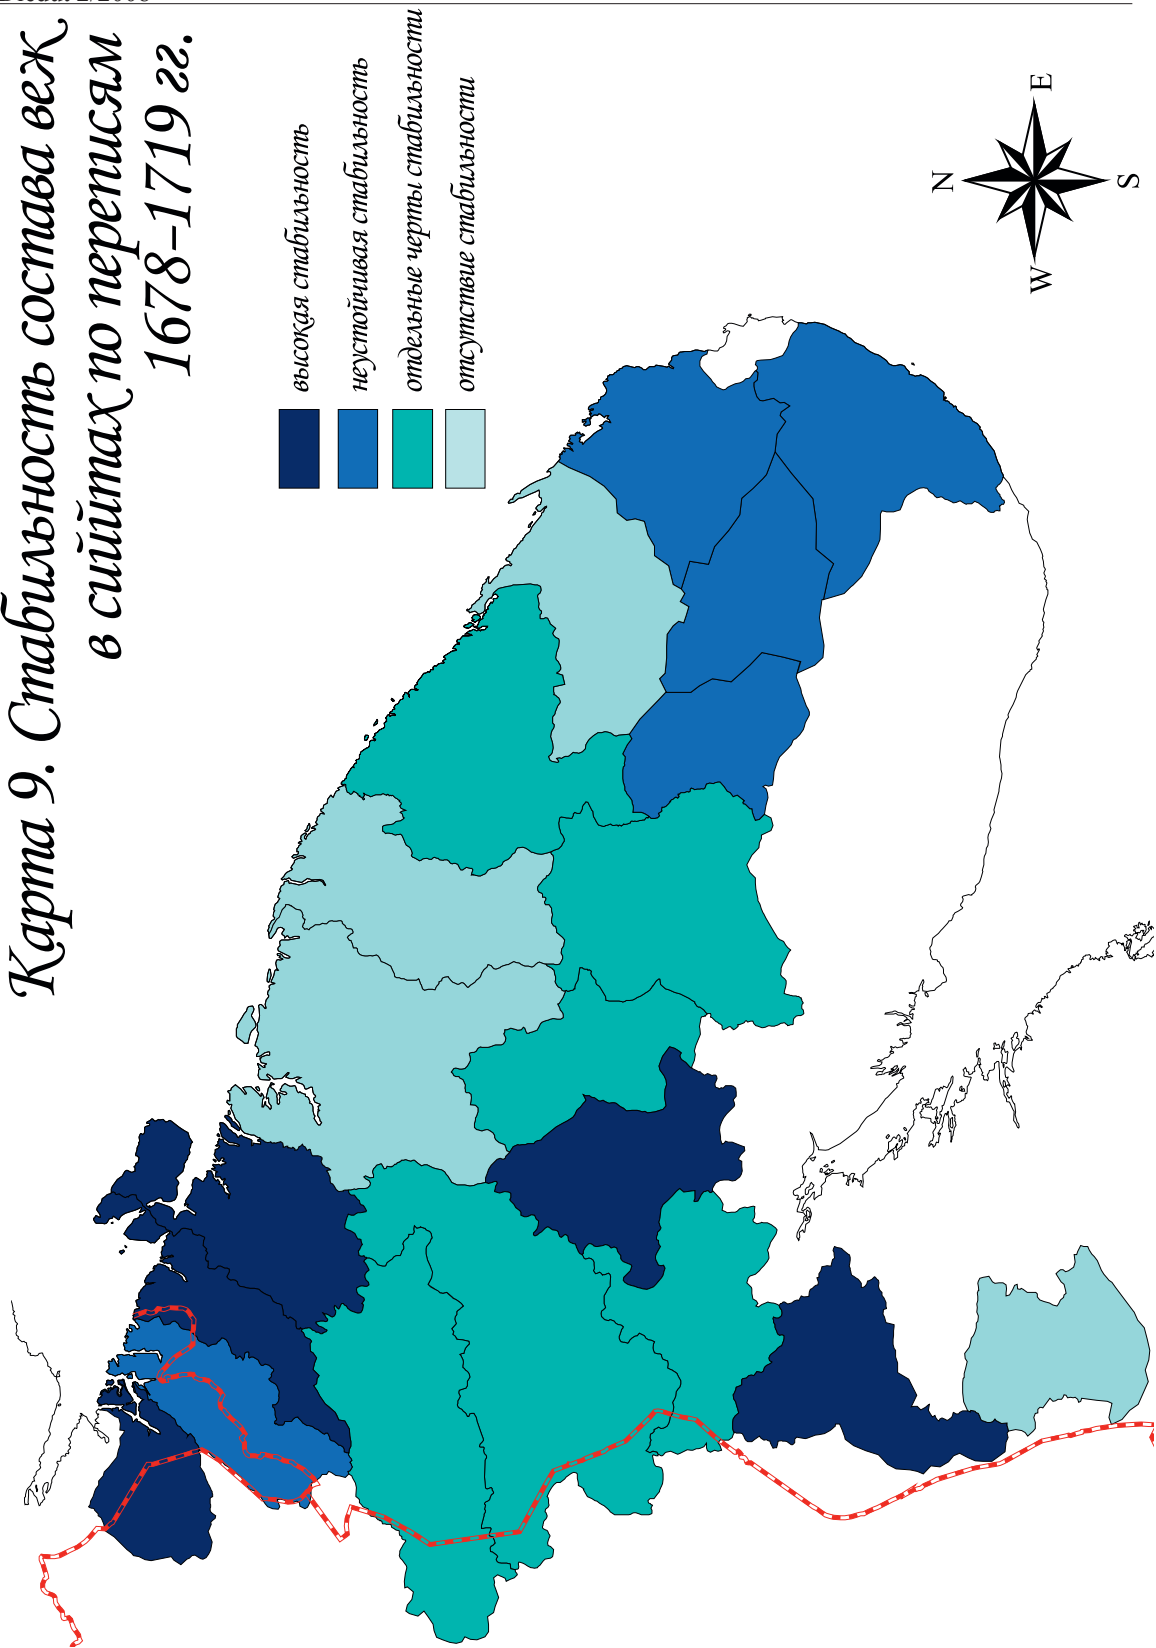 Карта 9. Стабильность состава веж
в сийтах по переписям
1678–1719 гг.
высокая стабильность
неустойчивая стабильность
отдельные черты стабильности
отсутствие стабильности
N
E
S
W